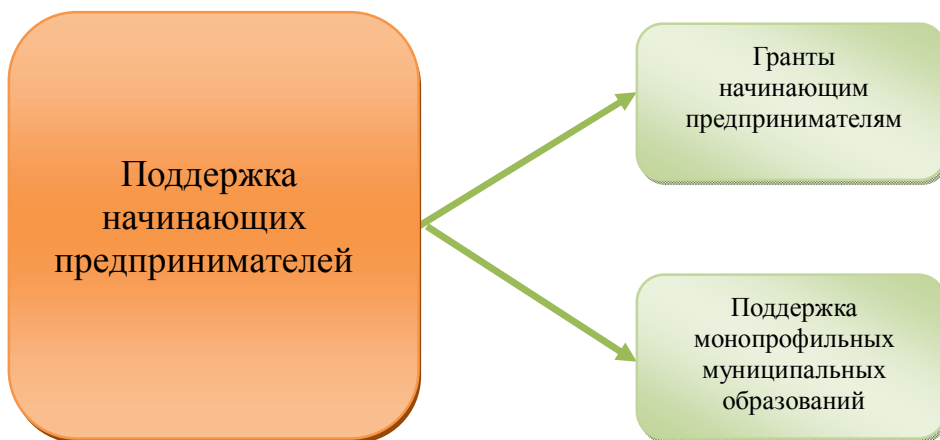 Поддержка
начинающих
предпринимателей
Гранты
начинающим
предпринимателям
Поддержка
монопрофильных
муниципальных
образований